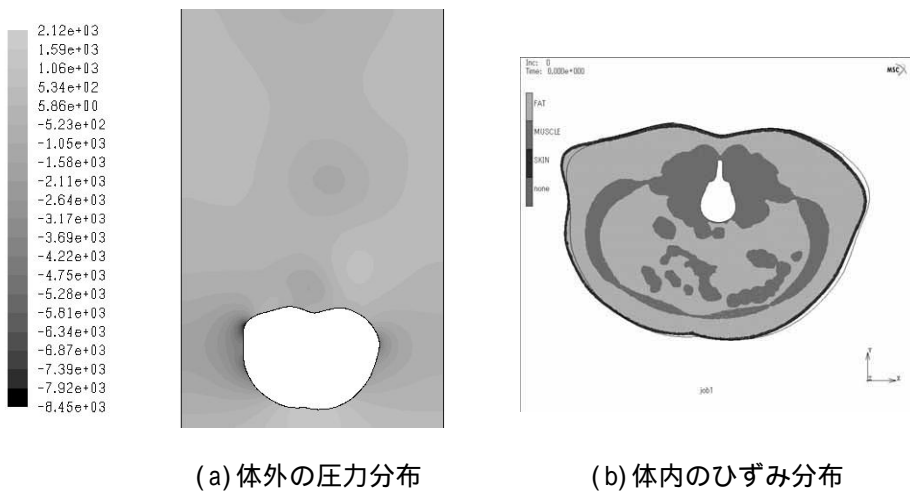 2.12e+03
1.59e+03
1.06e+03
5.34e+02
5.86e+00
-5.23e+02
-1.05e+03
-1.58e+03
-2.11e+03
-2.64e+03
-3.17e+03
-3.69e+03
-4.22e+03
-4.75e+03
-5.28e+03
-5.81e+03
-6.34e+03
-6.87e+03
-7.39e+03
-7.92e+03
-8.45e+03
(a) 体外の圧力分布
Inc: 0
Time: 0.000e+000
MSC
FAT
MUSCLE
SKIN
none
Y
Z X
job1
(b) 体内のひずみ分布